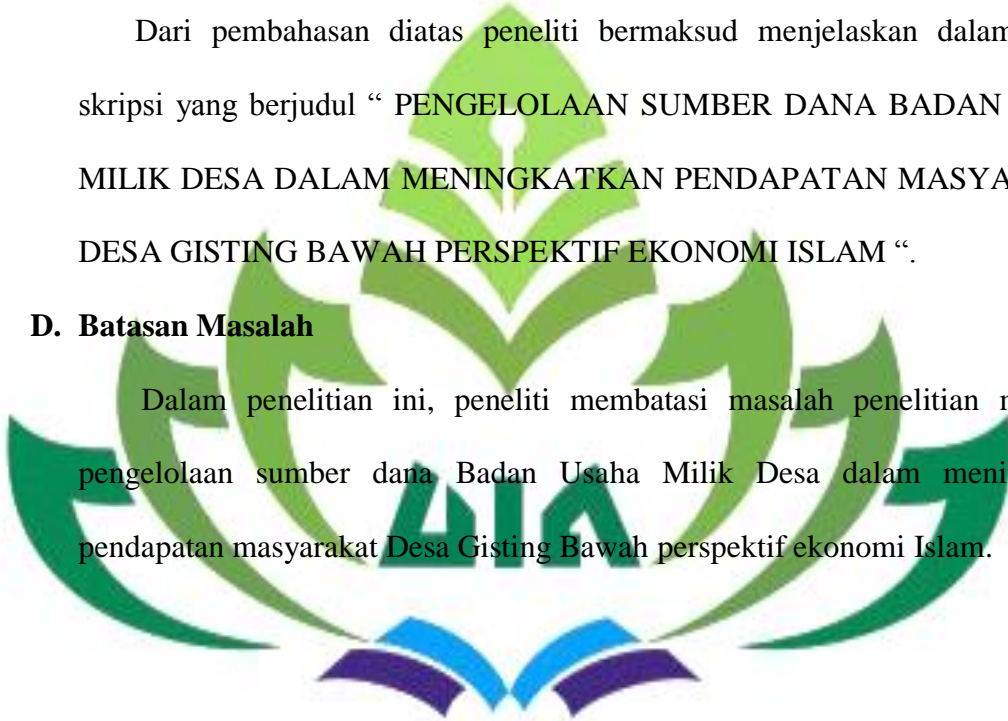 Dari pembahasan diatas peneliti bermaksud menjelaskan dalam
skripsi yang berjudul “ PENGELOLAAN SUMBER DANA BADAN
MILIK DESA DALAM MENINGKATKAN PENDAPATAN MASYA
DESA GISTING BAWAH PERSPEKTIF EKONOMI ISLAM “.
D. Batasan Masalah
Dalam penelitian ini, peneliti membatasi masalah penelitian
pengelolaan sumber dana Badan Usaha Milik Desa dalam meni
pendapatan masyarakat Desa Gisting Bawah perspektif ekonomi Islam.